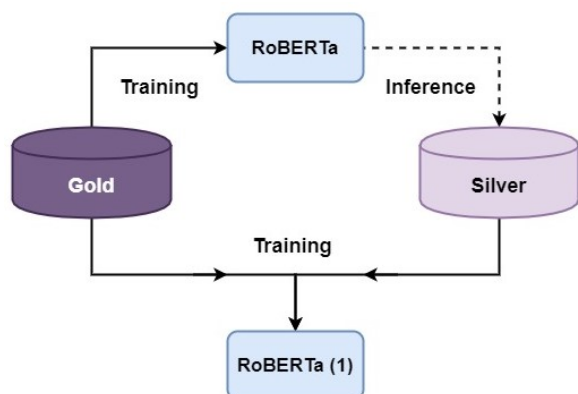 RoBERTa
Training
Inference
Gold
Silver
Training
RoBERTa (1)